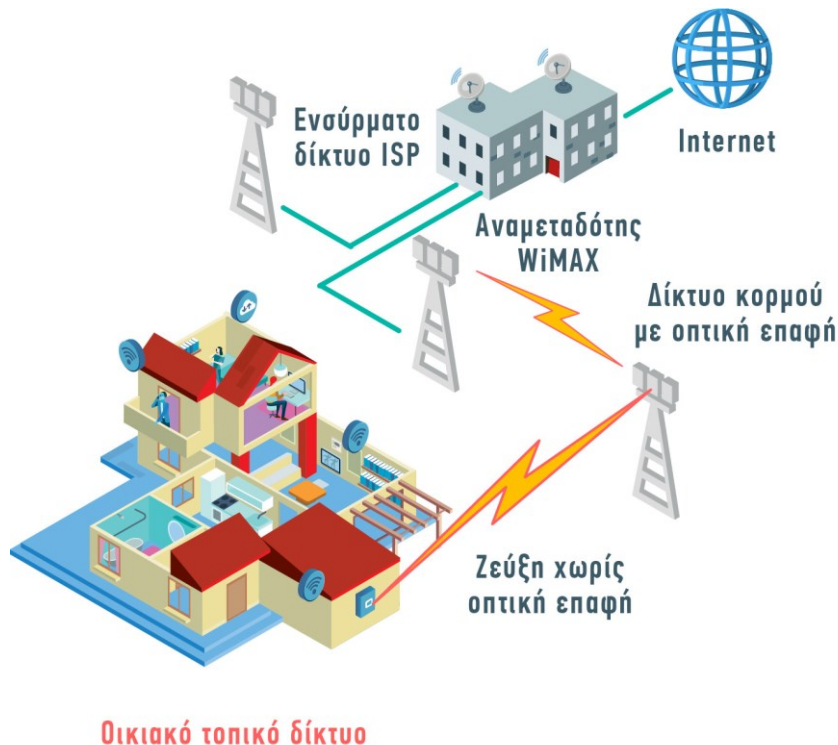 Ενσύρματο
δίκτυο ISP
Internet
Αναμεταδότης
WiMAX
Δίκτυο κορμού
με οπτική επαφή
Ζεύξη χωρίς
οπτική επαφή
Οικιακό τοπικό δίκτυο